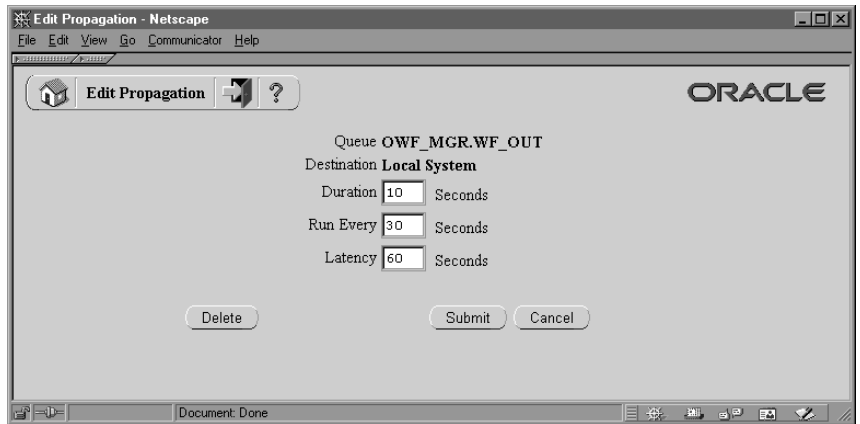 Edit Propagation - Netscape
File Edit View Go Communicator Help
Edit Propagation ?
ORACLE
Queue OWF_MGR.WF_OUT
Destination Local System
Duration 10 Seconds
Run Every 30 Seconds
Latency 60 Seconds
Delete Submit Cancel
Document: Done